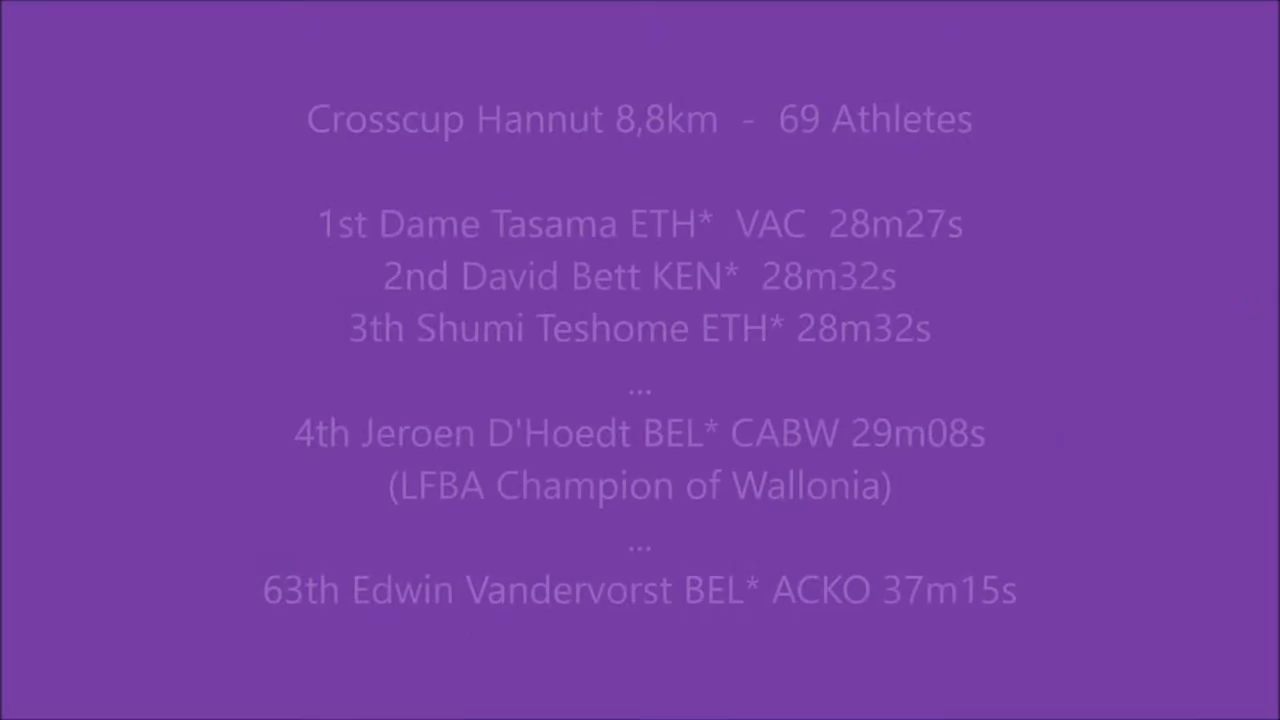 Crosscup Hannut 8,8km - 69 Athletes
1st Dame Tasama ETH* VAC 28m27s
2nd David Bett KEN* 28m32s
3th Shumi Teshome ETH* 28m32s
...
4th Jeroen D'Hoedt BEL* CABW 29m08s
(LFBA Champion of Wallonia)
...
63th Edwin Vandervorst BEL* ACKO 37m15s